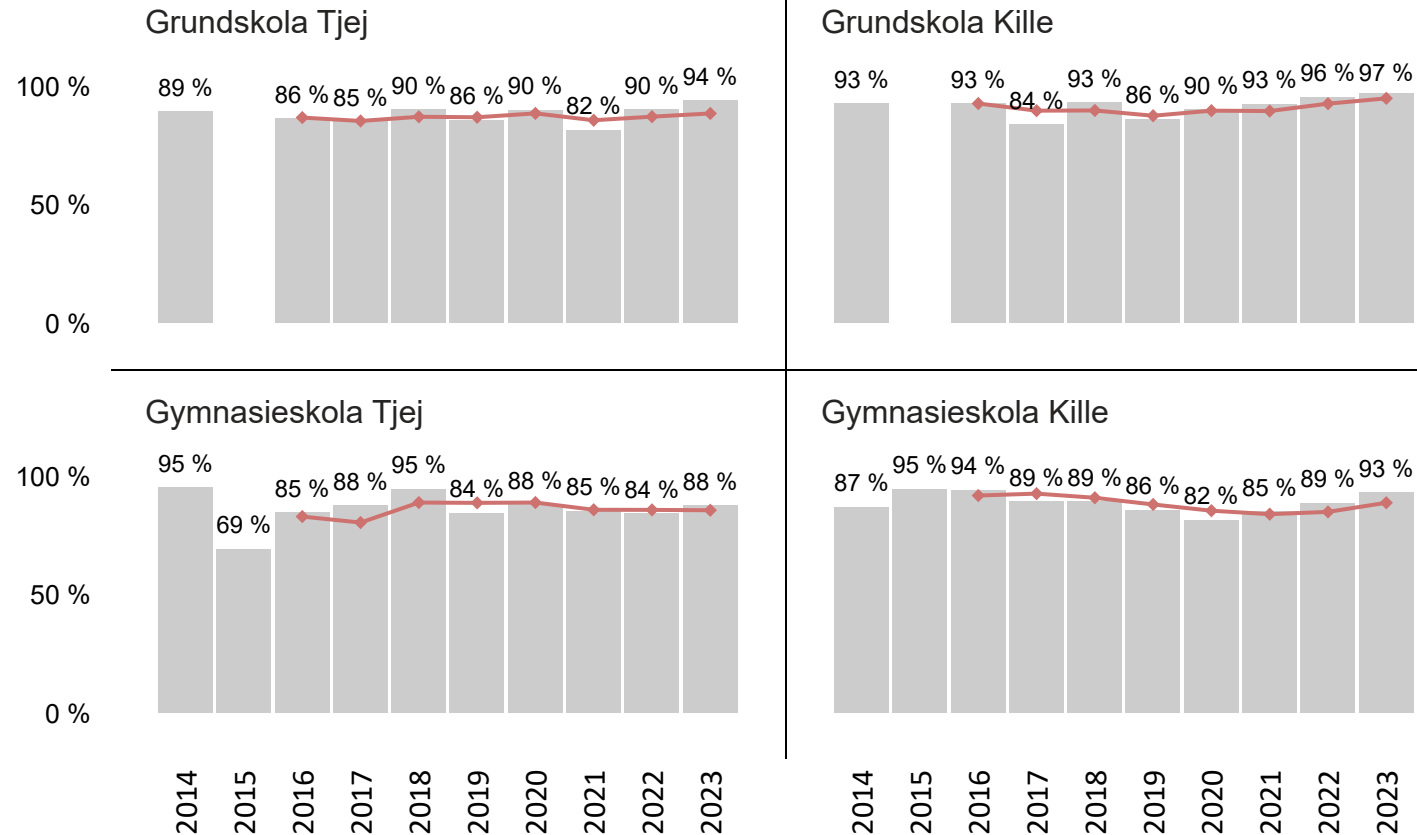 Grundskola Tjej
100 %
50 %
0 %
89 % 86 % 85 % 90 % 86 % 90 % 82 % 90 % 94 %
Grundskola Kille
93 % 93 % 84 % 93 % 86 % 90 % 93 % 96 % 97 %
Gymnasieskola Tjej
100 %
50 %
0 %
95 % 69 % 85 % 88 % 95 % 84 % 88 % 85 % 84 % 88 %
Gymnasieskola Kille
87 % 95 % 94 % 89 % 89 % 86 % 82 % 85 % 89 % 93 %
2014 2015 2016 2017 2018 2019 2020 2021 2022 2023
2014 2015 2016 2017 2018 2019 2020 2021 2022 2023